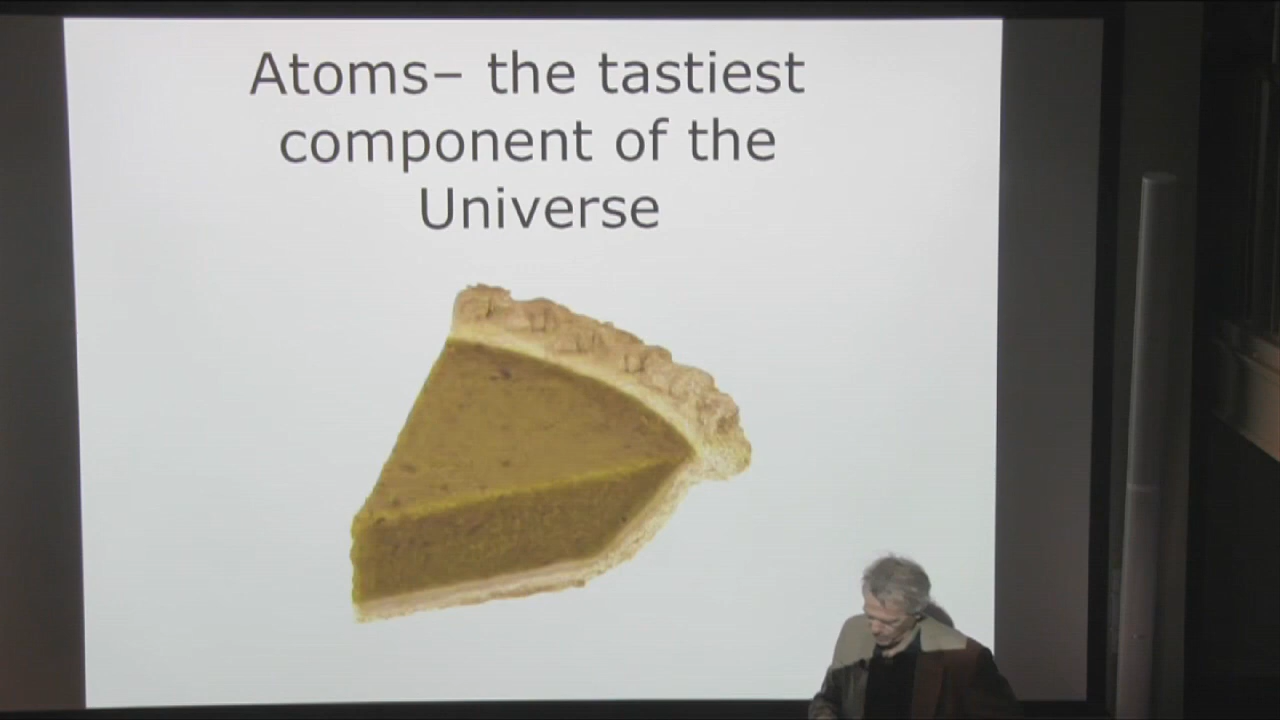 Atoms– the tastiest
component of the
Universe